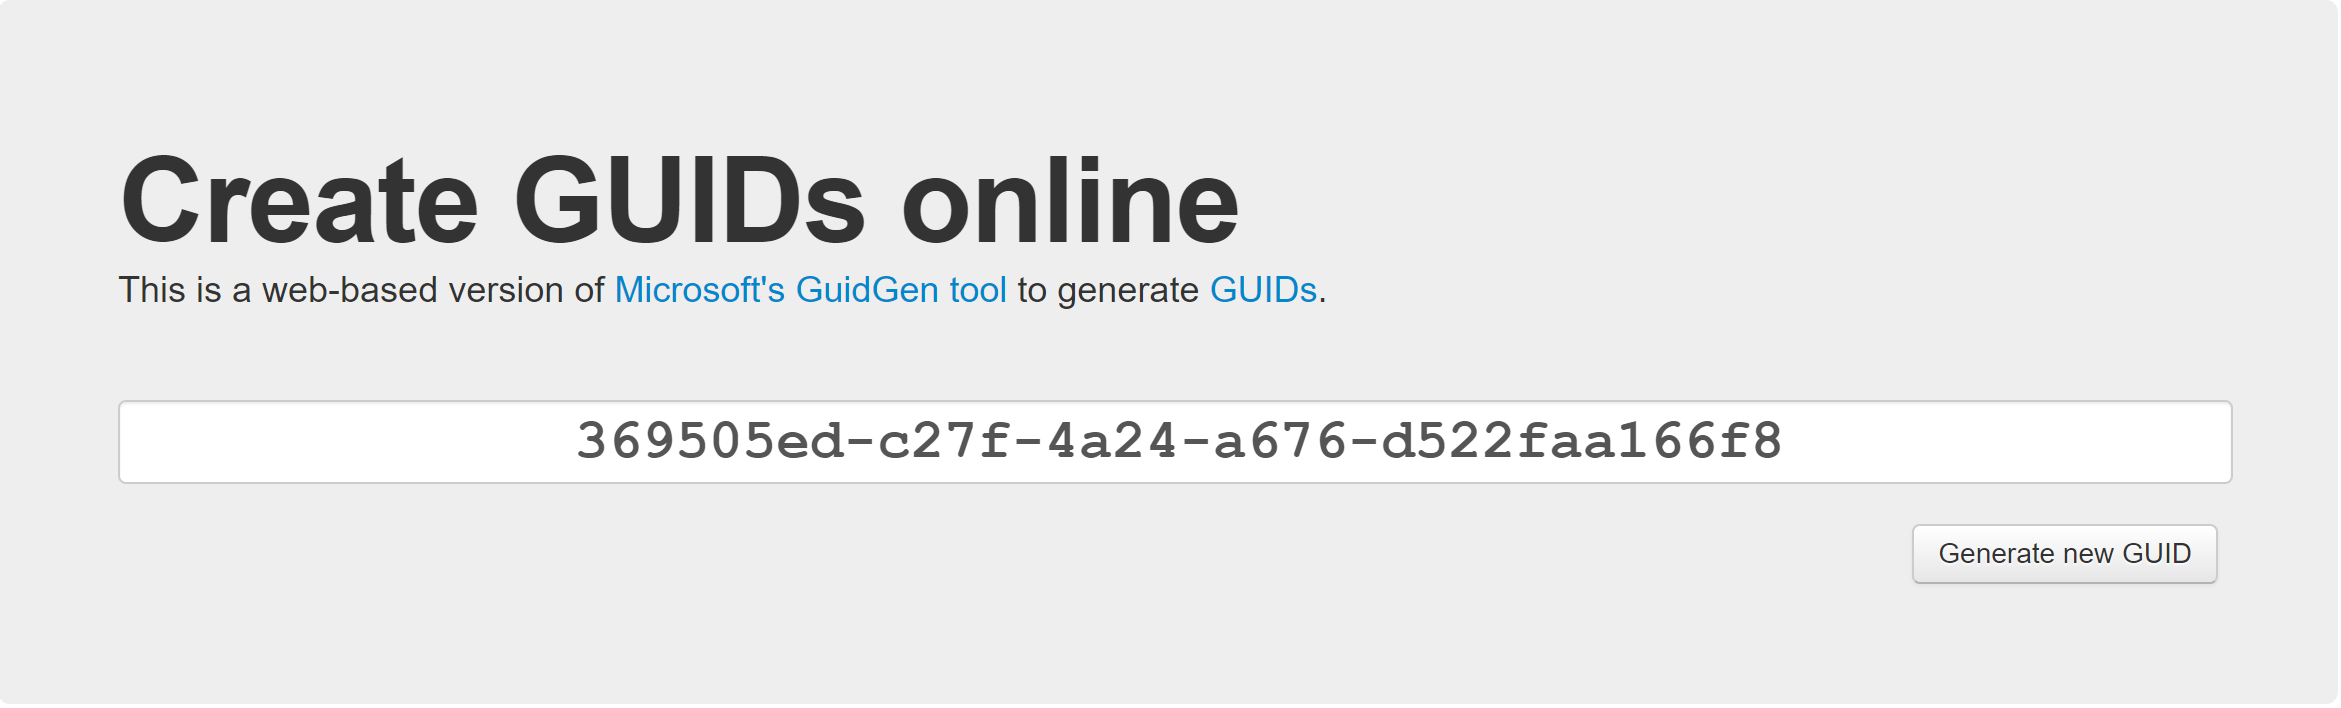 Create GUIDs online
This is a web-based version of Microsoft's GuidGen tool to generate GUIDs.
369505ed-c27f-4a24-a676-d522faa166f8
Generate new GUID